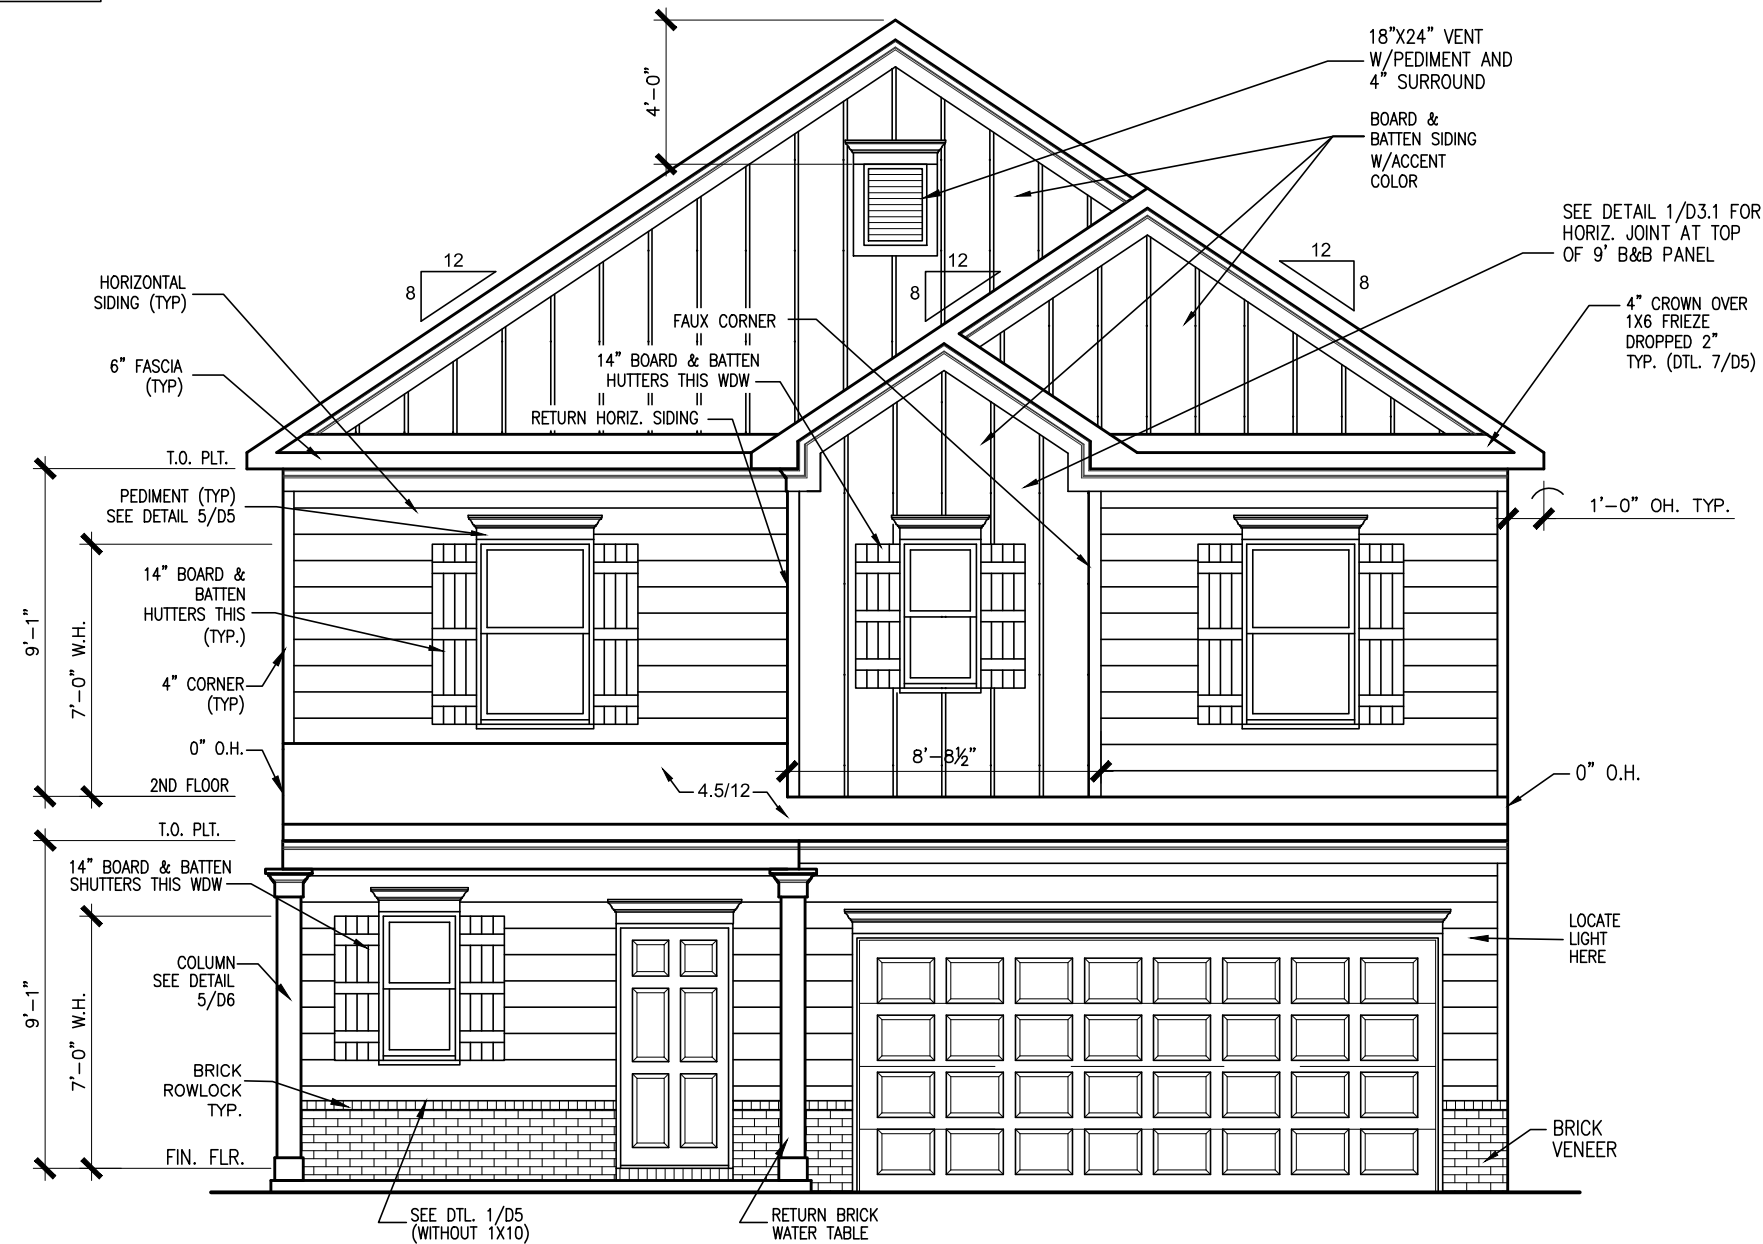 4'-0"
18"X24" VENT
W/PEDIMENT AND
4" SURROUND
BOARD &
BATTEN SIDING
W/ACCENT
COLOR
SEE DETAIL 1/D3.1 FOR
HORIZ. JOINT AT TOP
OF 9' B&B PANEL
12
8
12
8
12
8
HORIZONTAL
SIDING (TYP)
4" CROWN OVER
1X6 FRIEZE
DROPPED 2"
TYP. (DTL. 7/D5)
FAUX CORNER
14" BOARD & BATTEN
HUTTERS THIS WDW
6" FASCIA
(TYP)
RETURN HORIZ. SIDING
T.O. PLT.
PEDIMENT (TYP)
SEE DETAIL 5/D5
1'-0" OH. TYP.
14" BOARD &
BATTEN
HUTTERS THIS
(TYP.)
9'-1"
7'-0" W.H.
4" CORNER
(TYP)
0" O.H.
8'-8½"
0" O.H.
2ND FLOOR
4.5/12
T.O. PLT.
14" BOARD & BATTEN
SHUTTERS THIS WDW
LOCATE
LIGHT
HERE
COLUMN
SEE DETAIL
5/D6
9'-1"
7'-0" W.H.
BRICK
ROWLOCK
TYP.
BRICK
VENEER
FIN. FLR.
SEE DTL. 1/D5
(WITHOUT 1X10)
RETURN BRICK
WATER TABLE